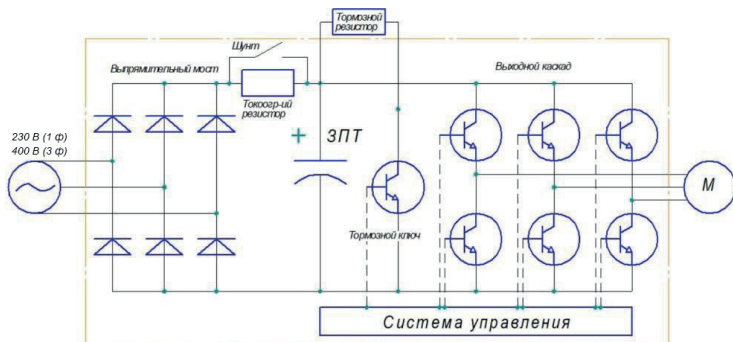 Тормозной
резистор
Шунт
Выпрямительный мост
Выходной каскад
Токоогр-ий
резистор
230 В (1 ф)
400 В (3 ф)
+ ЗПТ
М
Тормозной ключ
Система управления